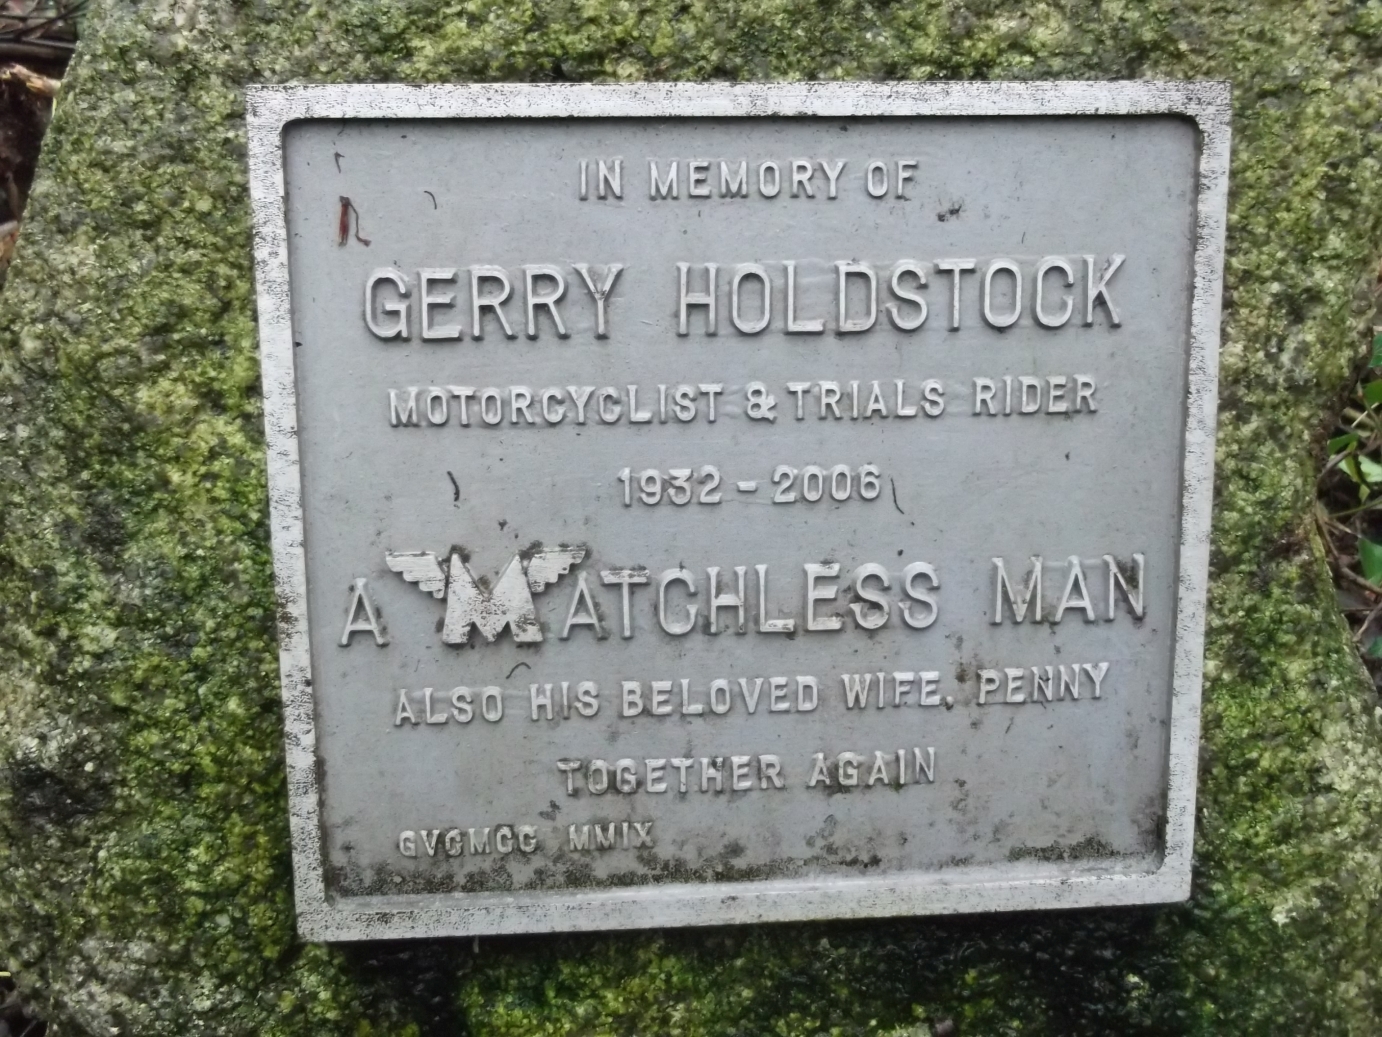 IN MEMORY OF
GERRY HOLDSTOCK
MOTORCYCLIST & TRIALS RIDER
1932 - 2006
A MATCHLESS MAN
ALSO HIS BELOVED WIFE, PENNY
TOGETHER AGAIN
GVCMCC MMIX